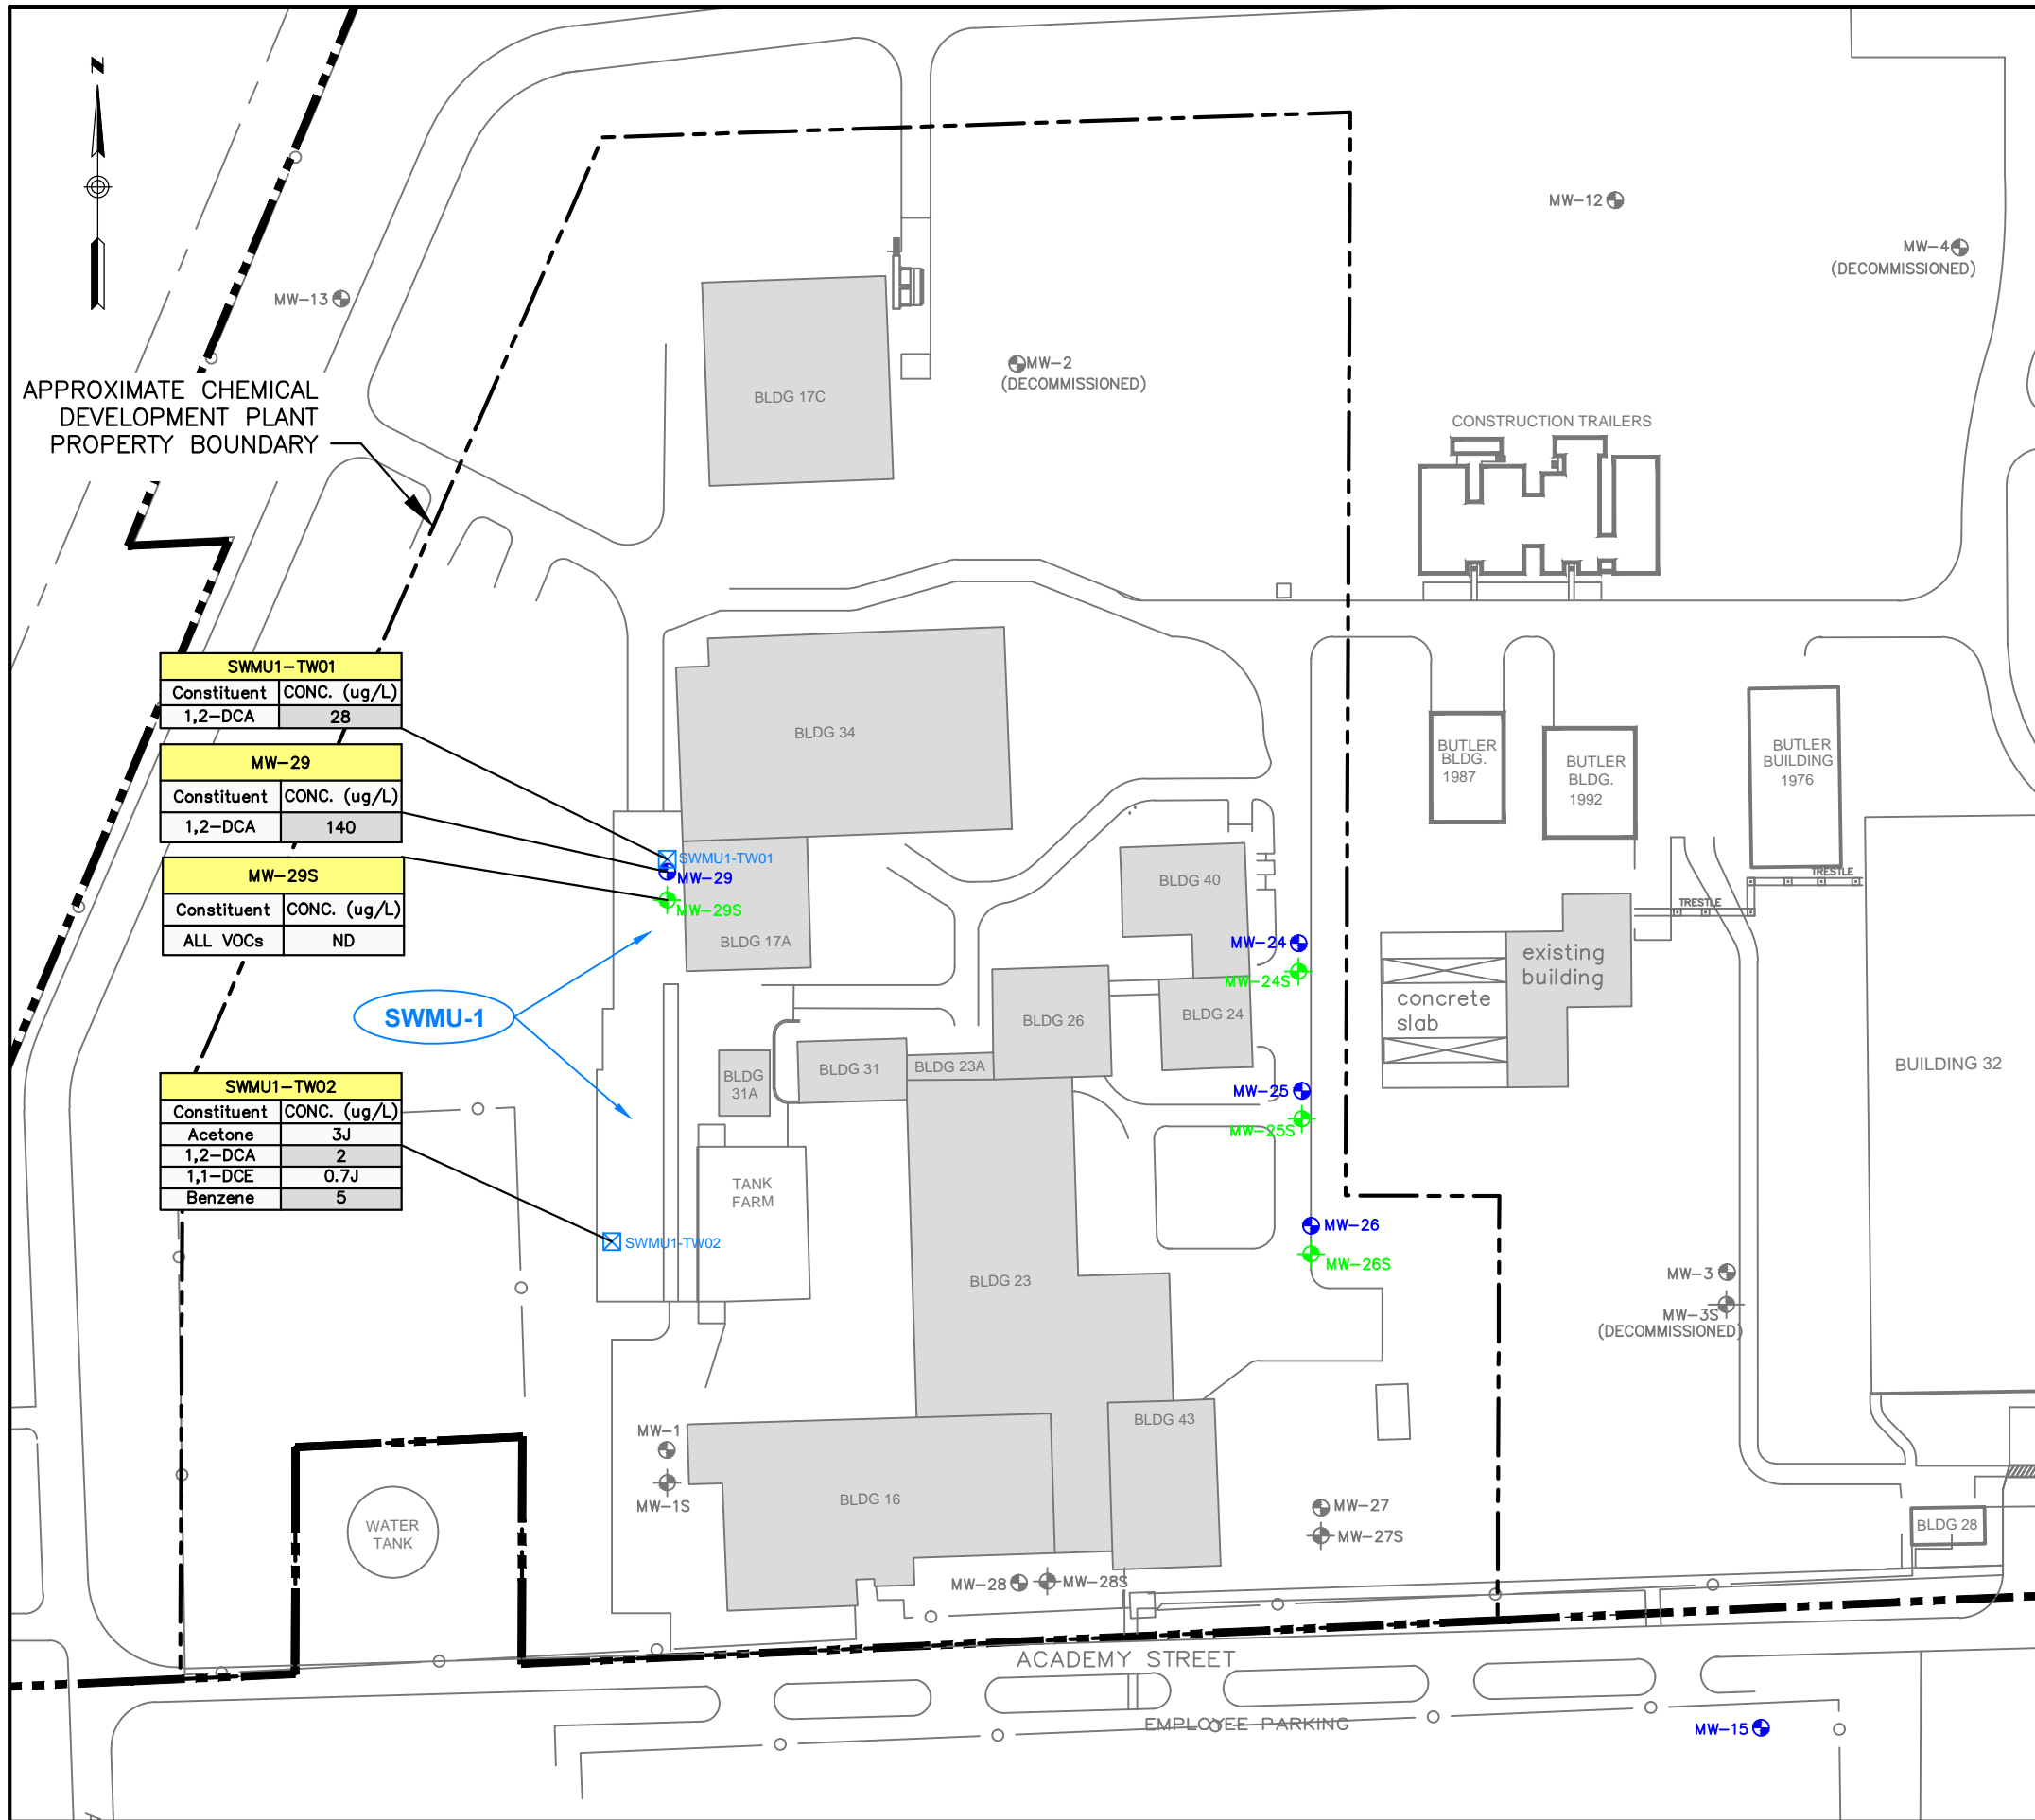 N
MW-12
MW-4
(DECOMMISSIONED)
MW-13
MW-2
(DECOMMISSIONED)
APPROXIMATE CHEMICAL
DEVELOPMENT PLANT
PROPERTY BOUNDARY
BLDG 17C
CONSTRUCTION TRAILERS
SWMU1-TW01
Constituent CONC. (ug/L)
1,2-DCA 28
MW-29
Constituent CONC. (ug/L)
1,2-DCA 140
MW-29S
Constituent CONC. (ug/L)
ALL VOCs ND
BLDG 34
BUTLER
BLDG.
1987
BUTLER
BLDG.
1992
BUTLER
BUILDING
1976
SWMU1-TW01
MW-29
MW-29S
BLDG 17A
BLDG 40
TRESTLE
TRESTLE
MW-24
MW-24S
existing
building
concrete
slab
SWMU-1
BLDG 26
BLDG 24
BUILDING 32
BLDG
31A
BLDG 31
BLDG 23A
MW-25
MW-25S
SWMU1-TW02
Constituent CONC. (ug/L)
Acetone 3J
1,2-DCA 2
1,1-DCE 0.7J
Benzene 5
TANK
FARM
SWMU1-TW02
MW-26
MW-26S
BLDG 23
MW-3
MW-3S
(DECOMMISSIONED)
MW-1
MW-1S
BLDG 43
BLDG 16
MW-27
MW-27S
WATER
TANK
BLDG 28
MW-28
MW-28S
ACADEMY STREET
EMPLOYEE PARKING
MW-15